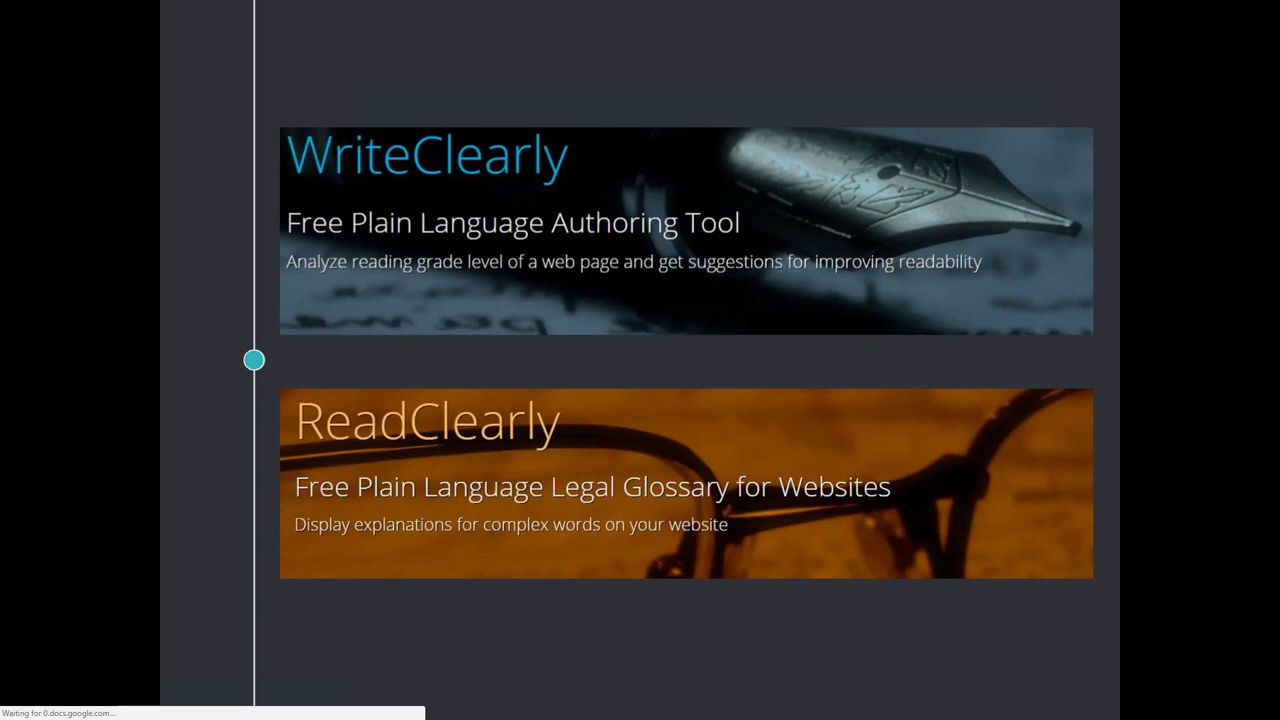 WriteClearly
Free Plain Language Authoring Tool
Analyze reading grade level of a web page and get suggestions for improving readability
ReadClearly
Free Plain Language Legal Glossary for Websites
Display explanations for complex words on your website
Waiting for 0.docs.google.com...